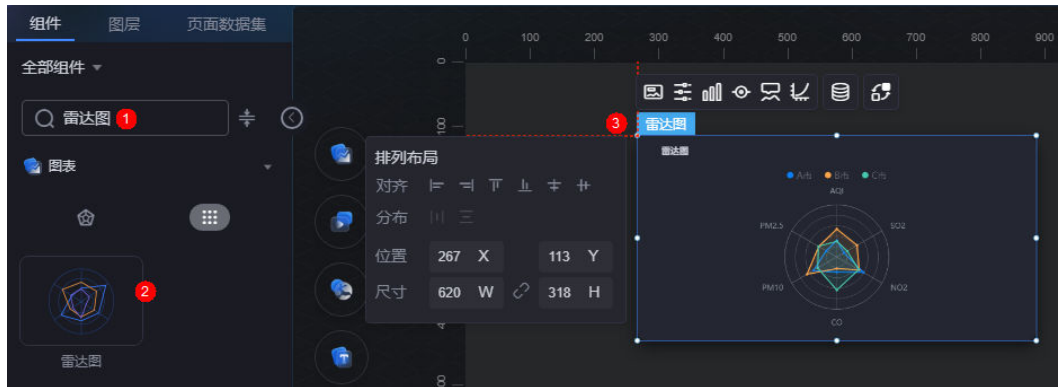 组件 图层 页面数据集
全部组件
雷达图 1
图表
2
雷达图
0 100 200 300 400 500 600 700 800 900
0
100
3 雷达图
排列布局
对齐
分布
位置 267 X 113 Y
尺寸 620 W 318 H
雷达图
A市 B市 C市
AQI
SO2
NO2
CO
PM10
PM2.5